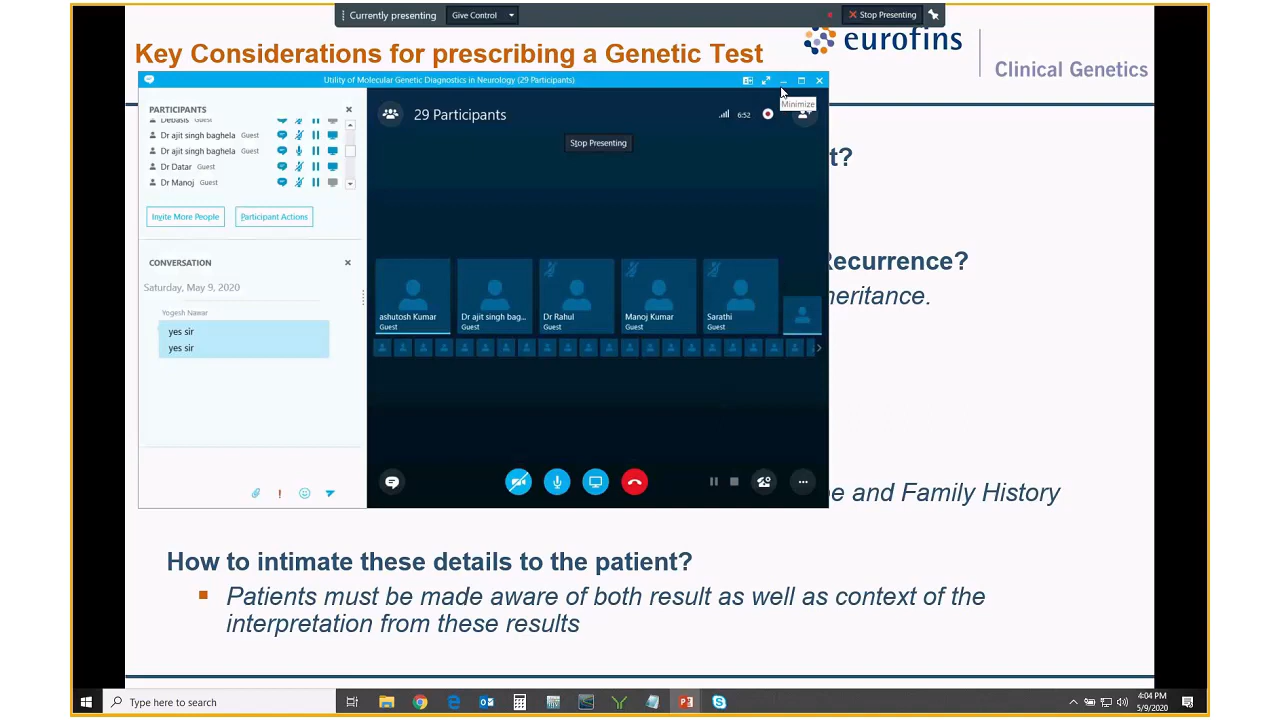 Currently presenting
Give Control
Stop Presenting
Key Considerations for prescribing a Genetic Test
eurofins
Clinical Genetics
Utility of Molecular Genetic Diagnostics in Neurology (29 Participants)
Minimize
PARTICIPANTS
Debasis
Dr ajit singh baghela Guest
Dr ajit singh baghela Guest
Dr Datar Guest
Dr Manoj Guest
Invite More People
Participant Actions
29 Participants
6:52
Stop Presenting
CONVERSATION
Saturday, May 9, 2020
Yogesh Nawar
yes sir
yes sir
ashutosh Kumar
Guest
Dr ajit singh bag...
Guest
Dr Rahul
Guest
Manoj Kumar
Guest
Sarathi
Guest
t?
Recurrence?
heritance.
pe and Family History
How to intimate these details to the patient?
Patients must be made aware of both result as well as context of the
interpretation from these results
Type here to search
4:04 PM
5/9/2020